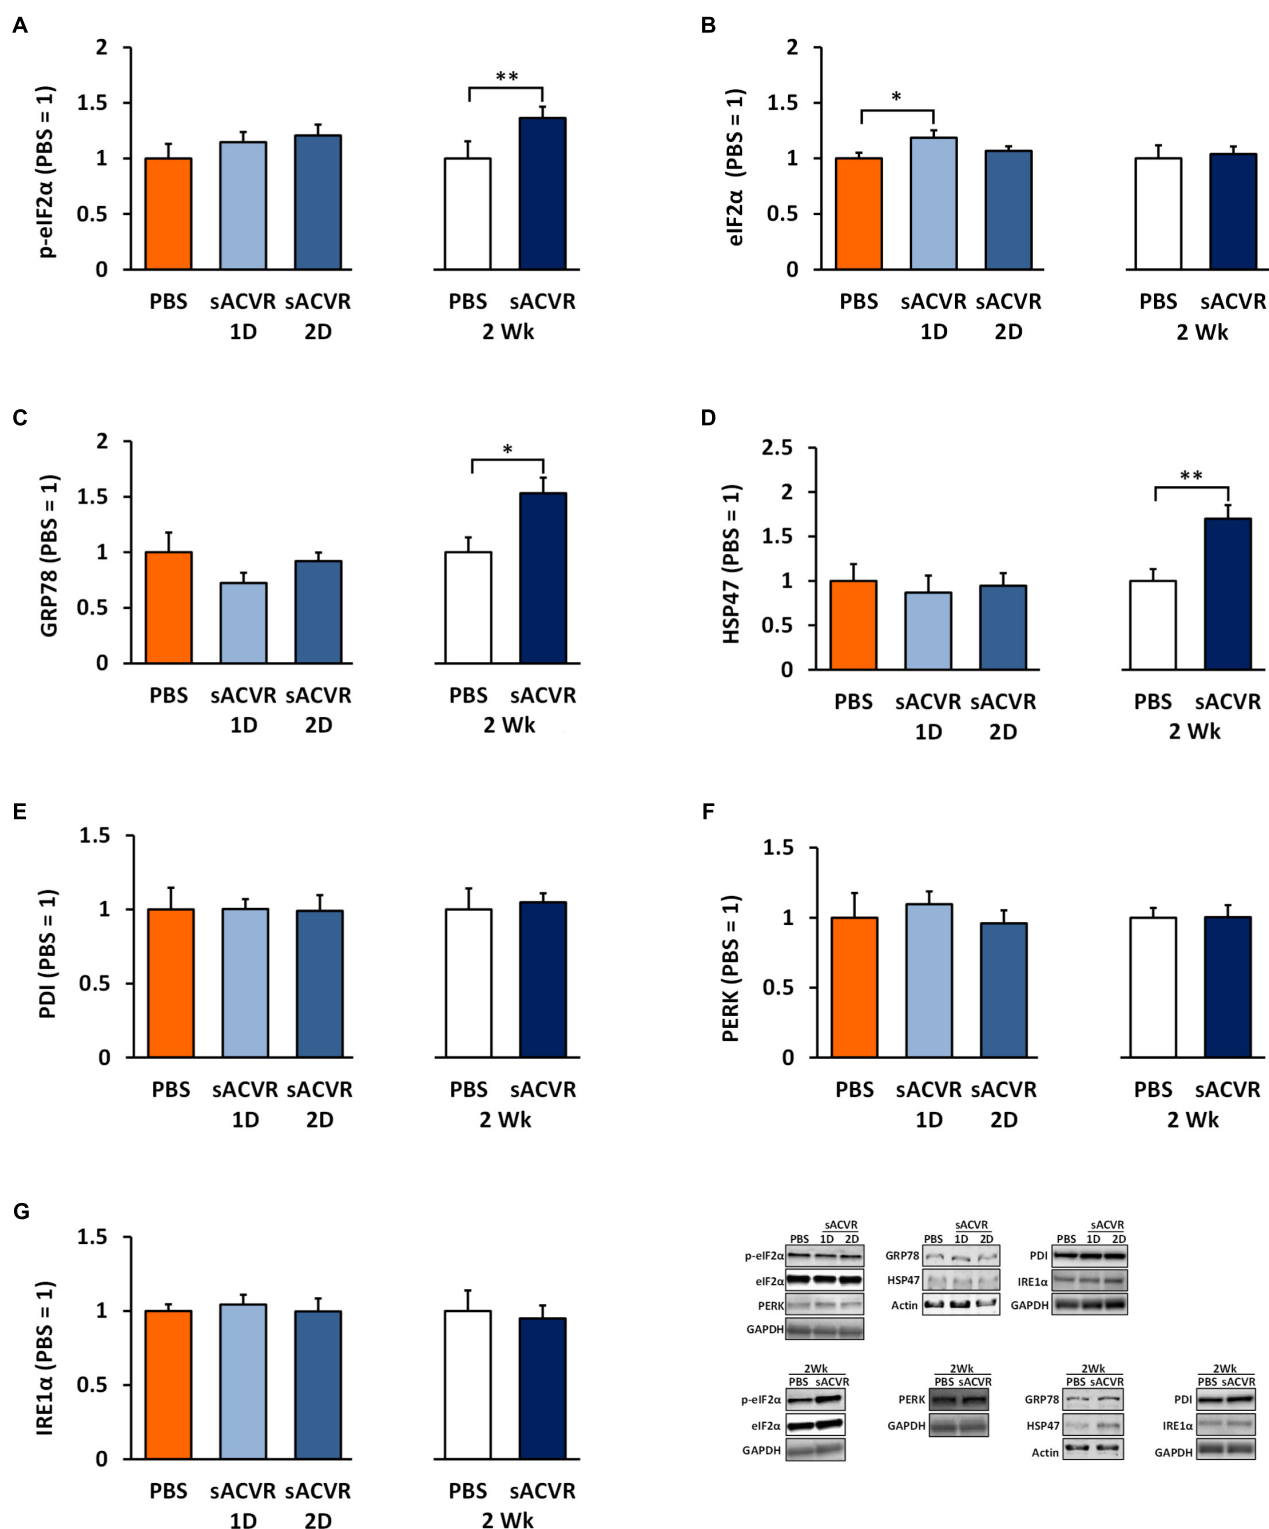 A
p-eIF2α (PBS = 1)
2
1.5
1
0.5
0
**
PBS sACVR sACVR PBS sACVR
1D 2D 2 Wk
B
eIF2α (PBS = 1)
2
1.5
1
0.5
0
*
PBS sACVR sACVR PBS sACVR
1D 2D 2 Wk
C
GRP78 (PBS = 1)
2
1.5
1
0.5
0
*
PBS sACVR sACVR PBS sACVR
1D 2D 2 Wk
D
HSP47 (PBS = 1)
2.5
2
1.5
1
0.5
0
**
PBS sACVR sACVR PBS sACVR
1D 2D 2 Wk
E
PDI (PBS = 1)
1.5
1
0.5
0
PBS sACVR sACVR PBS sACVR
1D 2D 2 Wk
F
PERK (PBS = 1)
1.5
1
0.5
0
PBS sACVR sACVR PBS sACVR
1D 2D 2 Wk
G
IRE1α (PBS = 1)
1.5
1
0.5
0
PBS sACVR sACVR PBS sACVR
1D 2D 2 Wk
sACVR
PBS 1D 2D
p-eIF2α
eIF2α
PERK
GAPDH
sACVR
PBS 1D 2D
GRP78
HSP47
Actin
sACVR
PBS 1D 2D
PDI
IRE1α
GAPDH
2Wk
PBS sACVR
p-eIF2α
eIF2α
GAPDH
2Wk
PBS sACVR
PERK
GAPDH
2Wk
PBS sACVR
GRP78
HSP47
Actin
2Wk
PBS sACVR
PDI
IRE1α
GAPDH